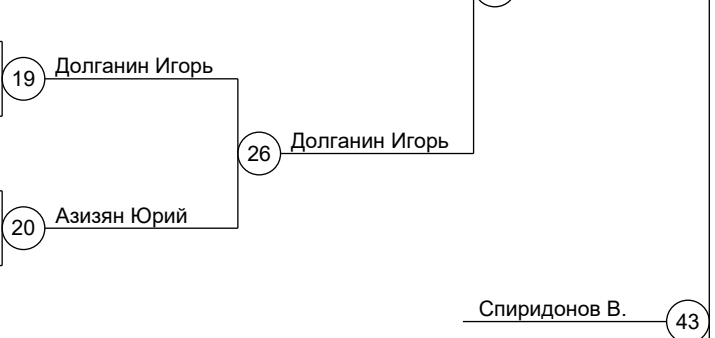 19
Долганин Игорь
26
Долганин Игорь
20
Азизян Юрий
Спиридонов В.
43